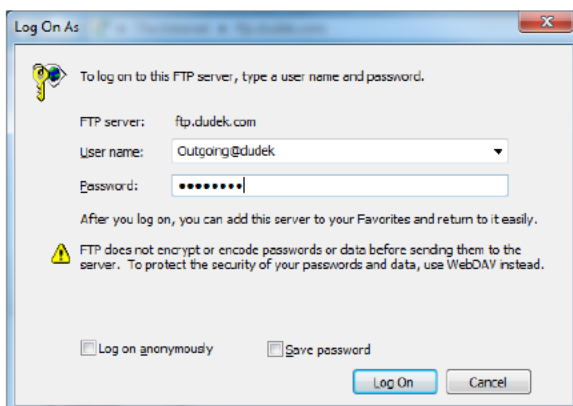 Log On As
To log on to this FTP server, type a user name and password.
FTP server: ftp.dudek.com
User name: Outgoing@dudek
Password: ••••••••
After you log on, you can add this server to your Favorites and return to it easily.
FTP does not encrypt or encode passwords or data before sending them to the
server. To protect the security of your passwords and data, use WebDAV instead.
Log on anonymously Save password
Log On Cancel